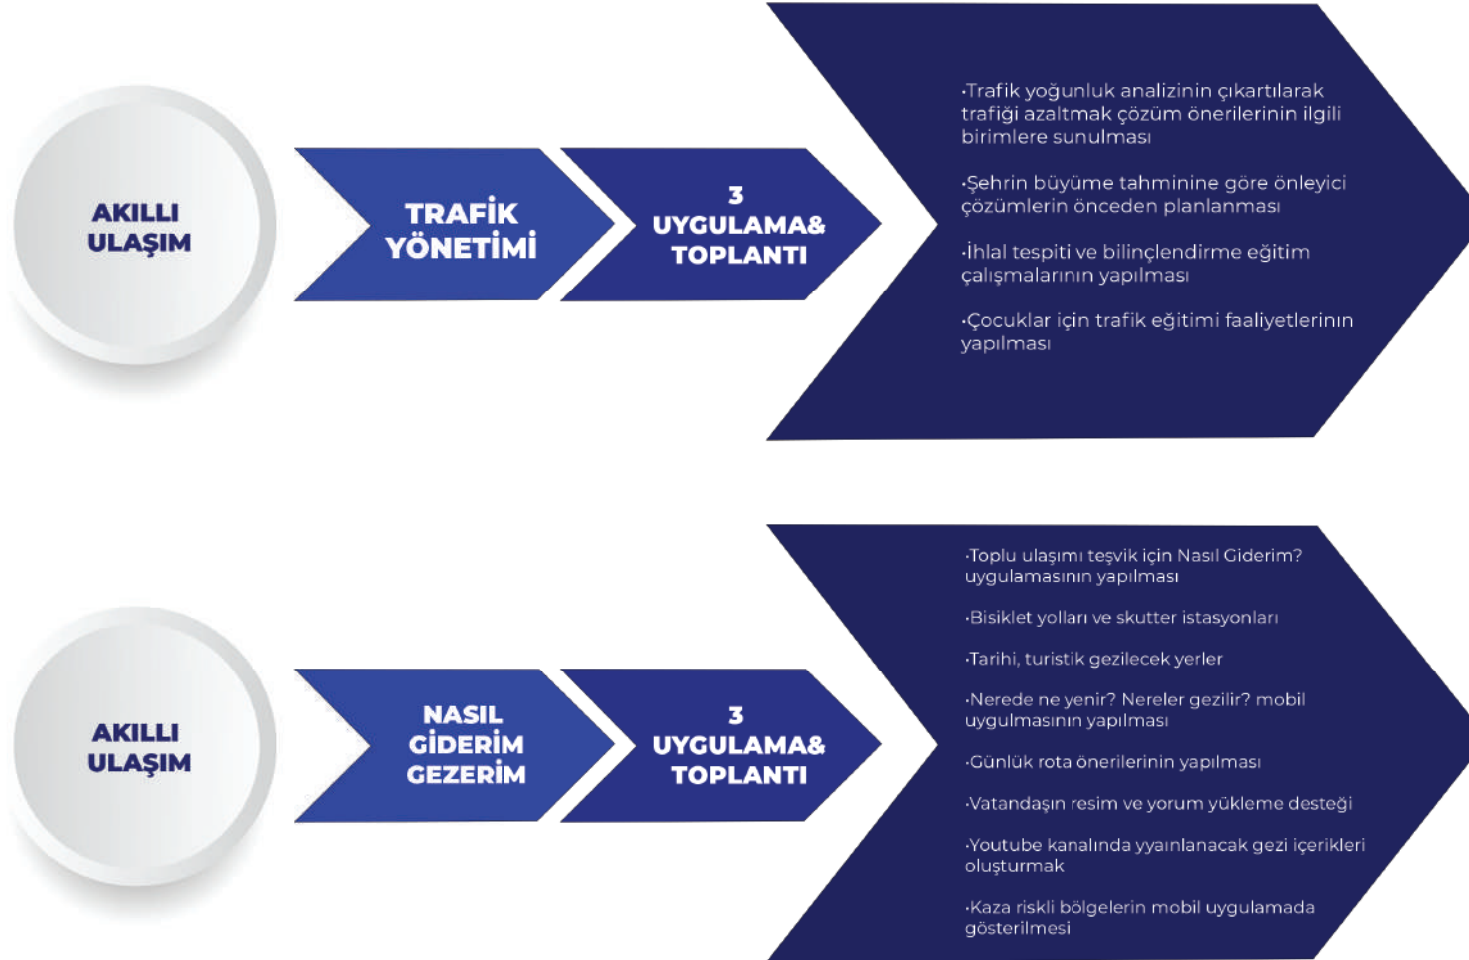 AKILLI
ULAŞIM
TRAFİK
YÖNETİMİ
3
UYGULAMA&
TOPLANTI
•Trafik yoğunluk analizinin çıkartılarak
trafiği azaltmak çözüm önerilerinin ilgili
birimlere sunulması
•Şehrin büyüme tahminine göre önleyici
çözümlerin önceden planlanması
•İhlal tespiti ve bilinçlendirme eğitim
çalışmalarının yapılması
•Çocuklar için trafik eğitimi faaliyetlerının
yapılması
AKILLI
ULAŞIM
NASIL
GİDERİM
GEZERİM
3
UYGULAMA&
TOPLANTI
•Toplu ulaşımı teşvik için Nasıl Giderim?
uygulamasının yapılması
•Bisiklet yolları ve skutter istasyonları
•Tarihi, turistik gezilecek yerler
•Nerede ne yenir? Nereler gezilir? mobil
uygulmasının yapılması
•Günlük rota önerilerinin yapılması
•Vatandaşın resim ve yorum yükleme desteği
•Youtube kanalında yyaınlanacak gezi içerikleri
oluşturmak
•Kaza riskli bölgelerin mobil uygulamada
gösterilmesi